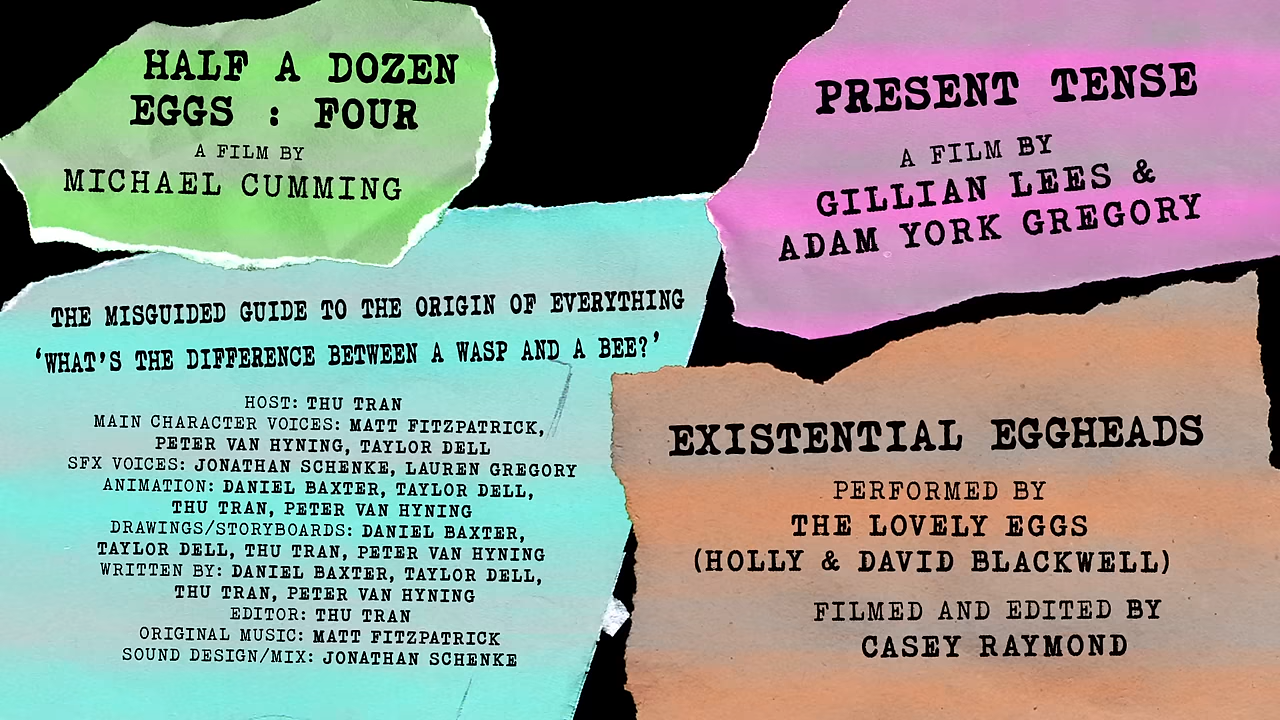 HALF A DOZEN
EGGS : FOUR
A FILM BY
MICHAEL CUMMING
PRESENT TENSE
A FILM BY
GILLIAN LEES &
ADAM YORK GREGORY
THE MISGUIDED GUIDE TO THE ORIGIN OF EVERYTHING
‘WHAT’S THE DIFFERENCE BETWEEN A WASP AND A BEE?’
HOST: THU TRAN
MAIN CHARACTER VOICES: MATT FITZPATRICK,
PETER VAN HYNING, TAYLOR DELL
SFX VOICES: JONATHAN SCHENKE, LAUREN GREGORY
ANIMATION: DANIEL BAXTER, TAYLOR DELL,
THU TRAN, PETER VAN HYNING
DRAWINGS/STORYBOARDS: DANIEL BAXTER,
TAYLOR DELL, THU TRAN, PETER VAN HYNING
WRITTEN BY: DANIEL BAXTER, TAYLOR DELL,
THU TRAN, PETER VAN HYNING
EDITOR: THU TRAN
ORIGINAL MUSIC: MATT FITZPATRICK
SOUND DESIGN/MIX: JONATHAN SCHENKE
EXISTENTIAL EGGHEADS
PERFORMED BY
THE LOVELY EGGS
(HOLLY & DAVID BLACKWELL)
FILMED AND EDITED BY
CASEY RAYMOND